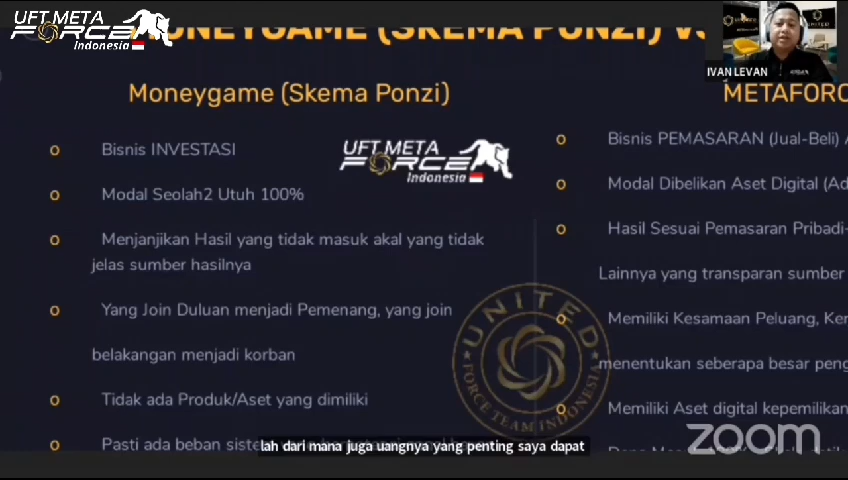 UFT META
FORCE
Indonesia
MONEYGAME (SKEMA PONZI) VS
IVAN LEVAN
Moneygame (Skema Ponzi)
o Bisnis INVESTASI
o Modal Seolah2 Utuh 100%
o Menjanjikan Hasil yang tidak masuk akal yang tidak
jelas sumber hasilnya
o Yang Join Duluan menjadi Pemenang, yang join
belakangan menjadi korban
o Tidak ada Produk/Aset yang dimiliki
o Pasti ada beban
UFT META
FORCE
Indonesia
METAFORC
o Bisnis PEMASARAN (Jual-Beli) A
o Modal Dibelikan Aset Digital (Ad
o Hasil Sesuai Pemasaran Pribadi-
Lainnya yang transparan sumber
o Memiliki Kesamaan Peluang, Ker
menentukan seberapa besar peng
o Memiliki Aset digital kepemilikan
UNITED
FORCE TEAM INDONESIA
lah dari mana juga uangnya yang penting saya dapat
zoom